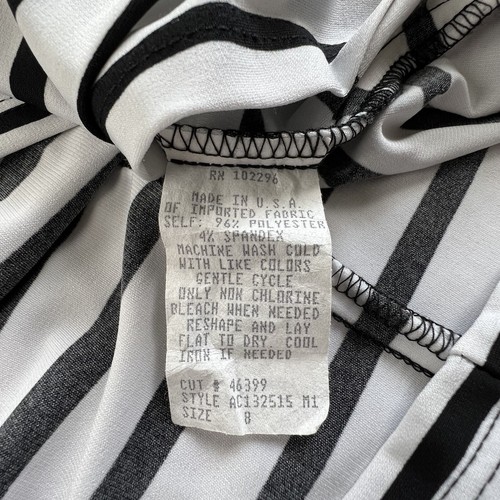 RN 102296
MADE IN U.S.A.
OF IMPORTED FABRIC
SELF: 96% POLYESTER
4% SPANDEX
MACHINE WASH COLD
WITH LIKE COLORS
GENTLE CYCLE
ONLY NON CHLORINE
BLEACH WHEN NEEDED
RESHAPE AND LAY
FLAT TO DRY, COOL
IRON IF NEEDED
CUT # 46399
STYLE AC132515 M1
SIZE 8